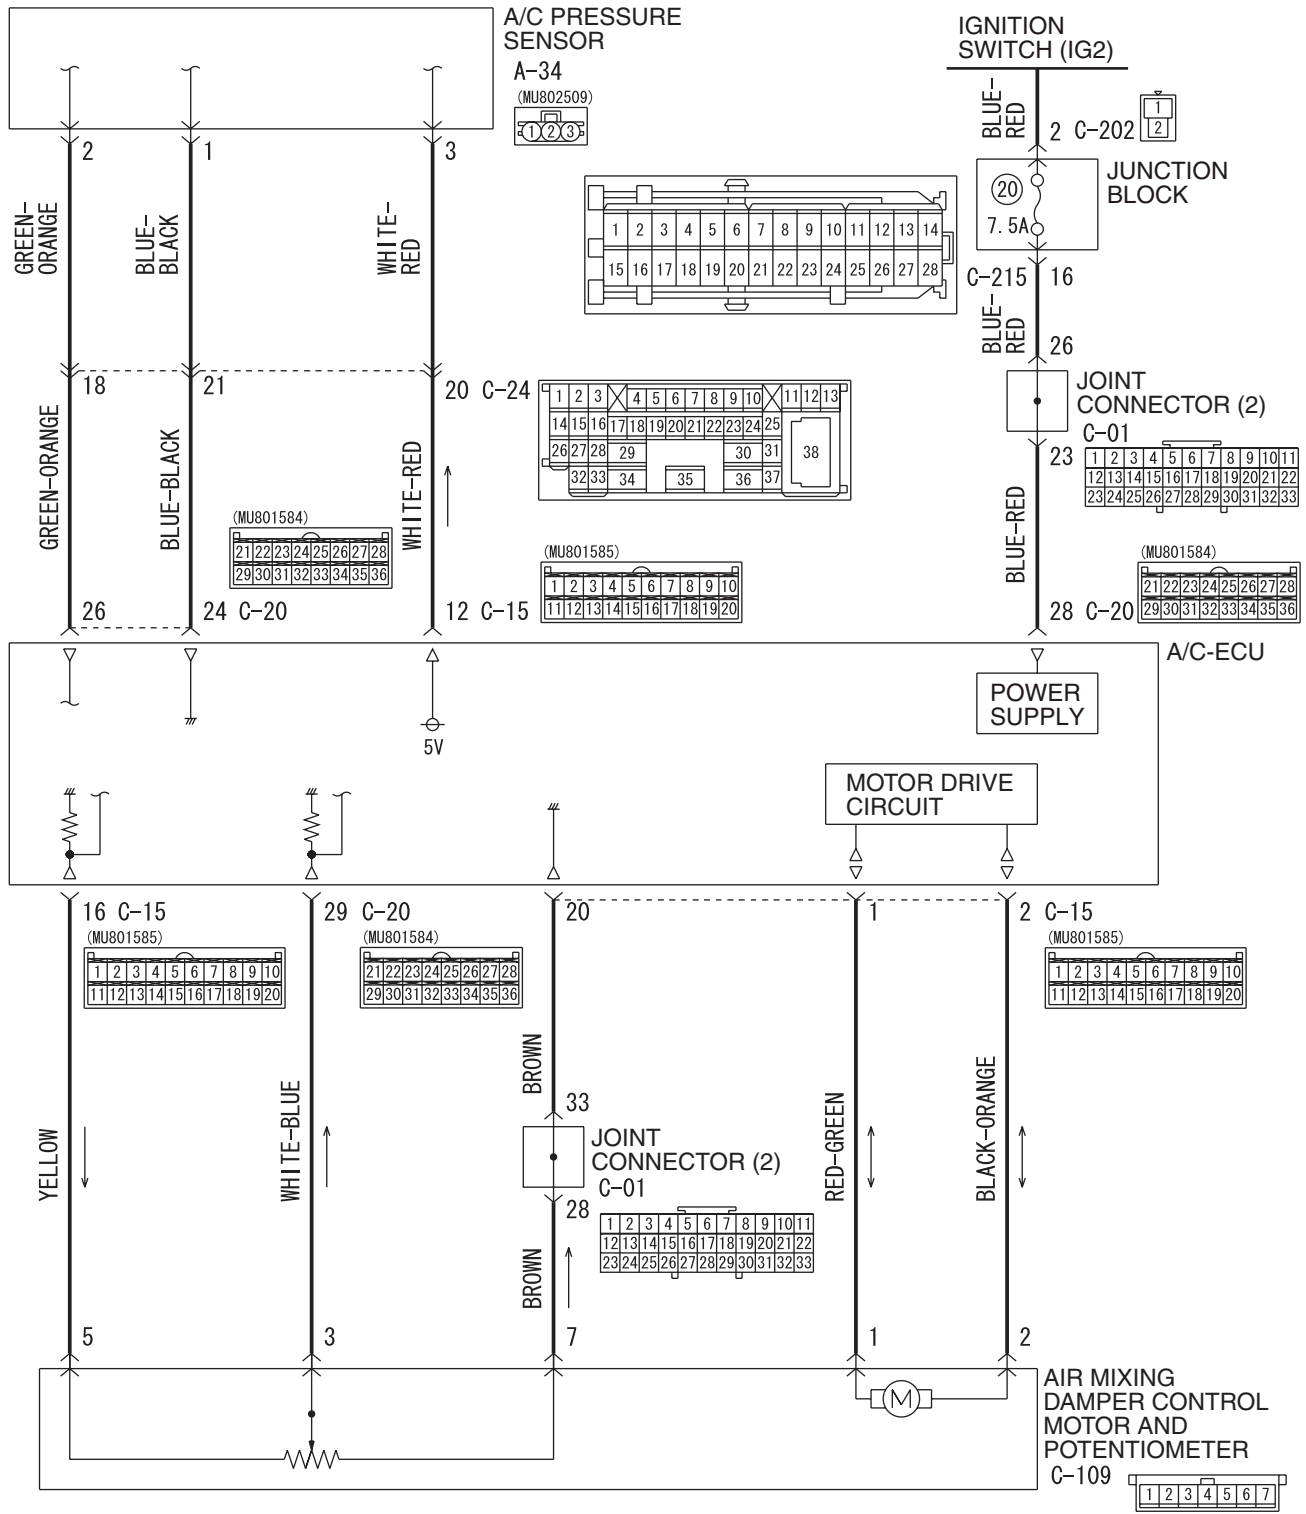 A/C PRESSURE
SENSOR
A-34
(MU802509)
1 2 3
IGNITION
SWITCH (IG2)
BLUE-
RED
2 C-202
1
2
JUNCTION
BLOCK
20
7.5A
C-215 16
BLUE-
RED
26
JOINT
CONNECTOR (2)
C-01
23
1 2 3 4 5 6 7 8 9 10 11
12 13 14 15 16 17 18 19 20 21 22
23 24 25 26 27 28 29 30 31 32 33
BLUE-RED
(MU801584)
21 22 23 24 25 26 27 28
29 30 31 32 33 34 35 36
28 C-20
2
1
3
GREEN-
ORANGE
BLUE-
BLACK
WHITE-
RED
1 2 3 4 5 6 7 8 9 10 11 12 13 14
15 16 17 18 19 20 21 22 23 24 25 26 27 28
18
21
20 C-24
1 2 3 4 5 6 7 8 9 10 11 12 13
14 15 16 17 18 19 20 21 22 23 24 25
26 27 28 29 30 31 38
32 33 34 35 36 37
GREEN-ORANGE
BLUE-BLACK
WHITE-RED
(MU801584)
21 22 23 24 25 26 27 28
29 30 31 32 33 34 35 36
(MU801585)
1 2 3 4 5 6 7 8 9 10
11 12 13 14 15 16 17 18 19 20
26
24 C-20
12 C-15
A/C-ECU
POWER
SUPPLY
5V
MOTOR DRIVE
CIRCUIT
16 C-15
(MU801585)
1 2 3 4 5 6 7 8 9 10
11 12 13 14 15 16 17 18 19 20
29 C-20
(MU801584)
21 22 23 24 25 26 27 28
29 30 31 32 33 34 35 36
20
1
2 C-15
(MU801585)
1 2 3 4 5 6 7 8 9 10
11 12 13 14 15 16 17 18 19 20
YELLOW
WHITE-BLUE
BROWN
33
JOINT
CONNECTOR (2)
C-01
28
1 2 3 4 5 6 7 8 9 10 11
12 13 14 15 16 17 18 19 20 21 22
23 24 25 26 27 28 29 30 31 32 33
BROWN
RED-GREEN
BLACK-ORANGE
5
3
7
1
2
M
AIR MIXING
DAMPER CONTROL
MOTOR AND
POTENTIOMETER
C-109
1 2 3 4 5 6 7